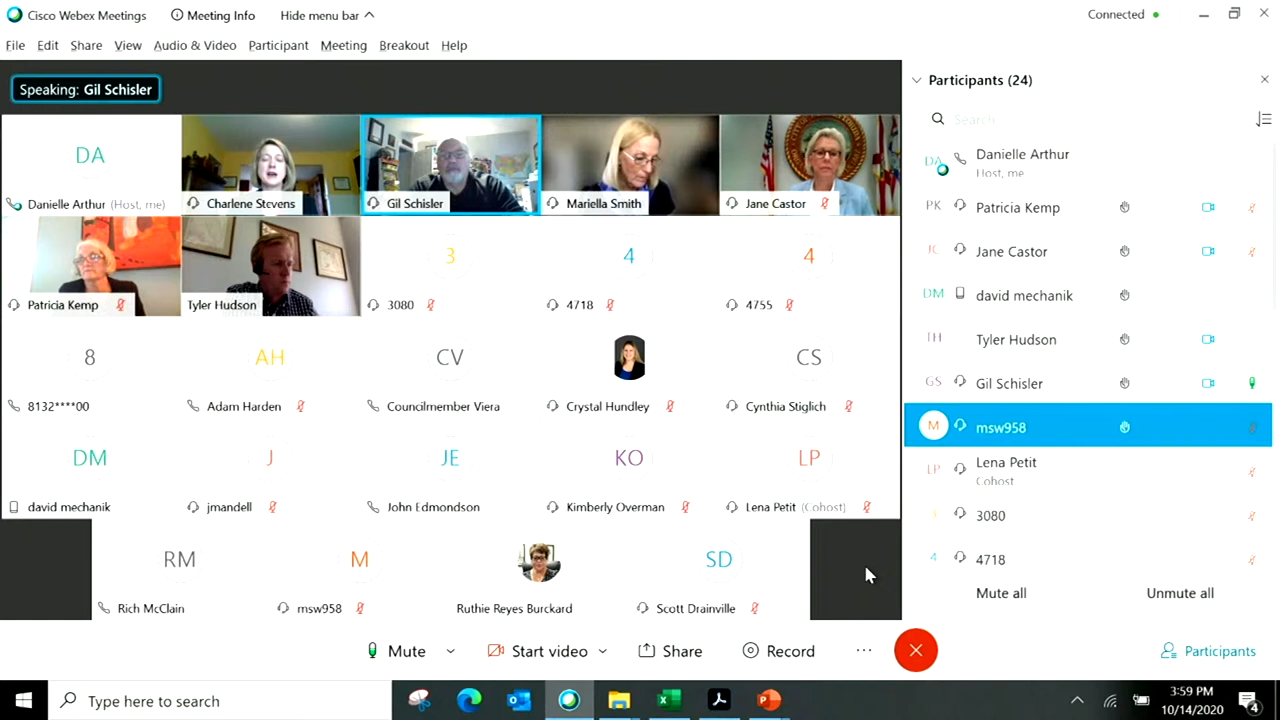 Cisco Webex Meetings Meeting Info Hide menu bar Connected
File Edit Share View Audio & Video Participant Meeting Breakout Help
Speaking: Gil Schisler
Participants (24)
Search
DA
Danielle Arthur (Host, me)
Charlene Stevens
Gil Schisler
Mariella Smith
Jane Castor
Patricia Kemp
Tyler Hudson
3
3080
4
4718
4
4755
8
8132****00
AH
Adam Harden
CV
Councilmember Viera
Crystal Hundley
CS
Cynthia Stiglich
DM
david mechanik
J
jmandell
JE
John Edmondson
KO
Kimberly Overman
LP
Lena Petit (Cohost)
RM
Rich McClain
M
msw958
Ruthie Reyes Burckard
SD
Scott Drainville
DA Danielle Arthur
Host, me
PK Patricia Kemp
JC Jane Castor
DM david mechanik
TH Tyler Hudson
GS Gil Schisler
M msw958
LP Lena Petit
Cohost
3 3080
4 4718
Mute all Unmute all
Mute Start video Share Record
Participants
Type here to search
3:59 PM
10/14/2020
4